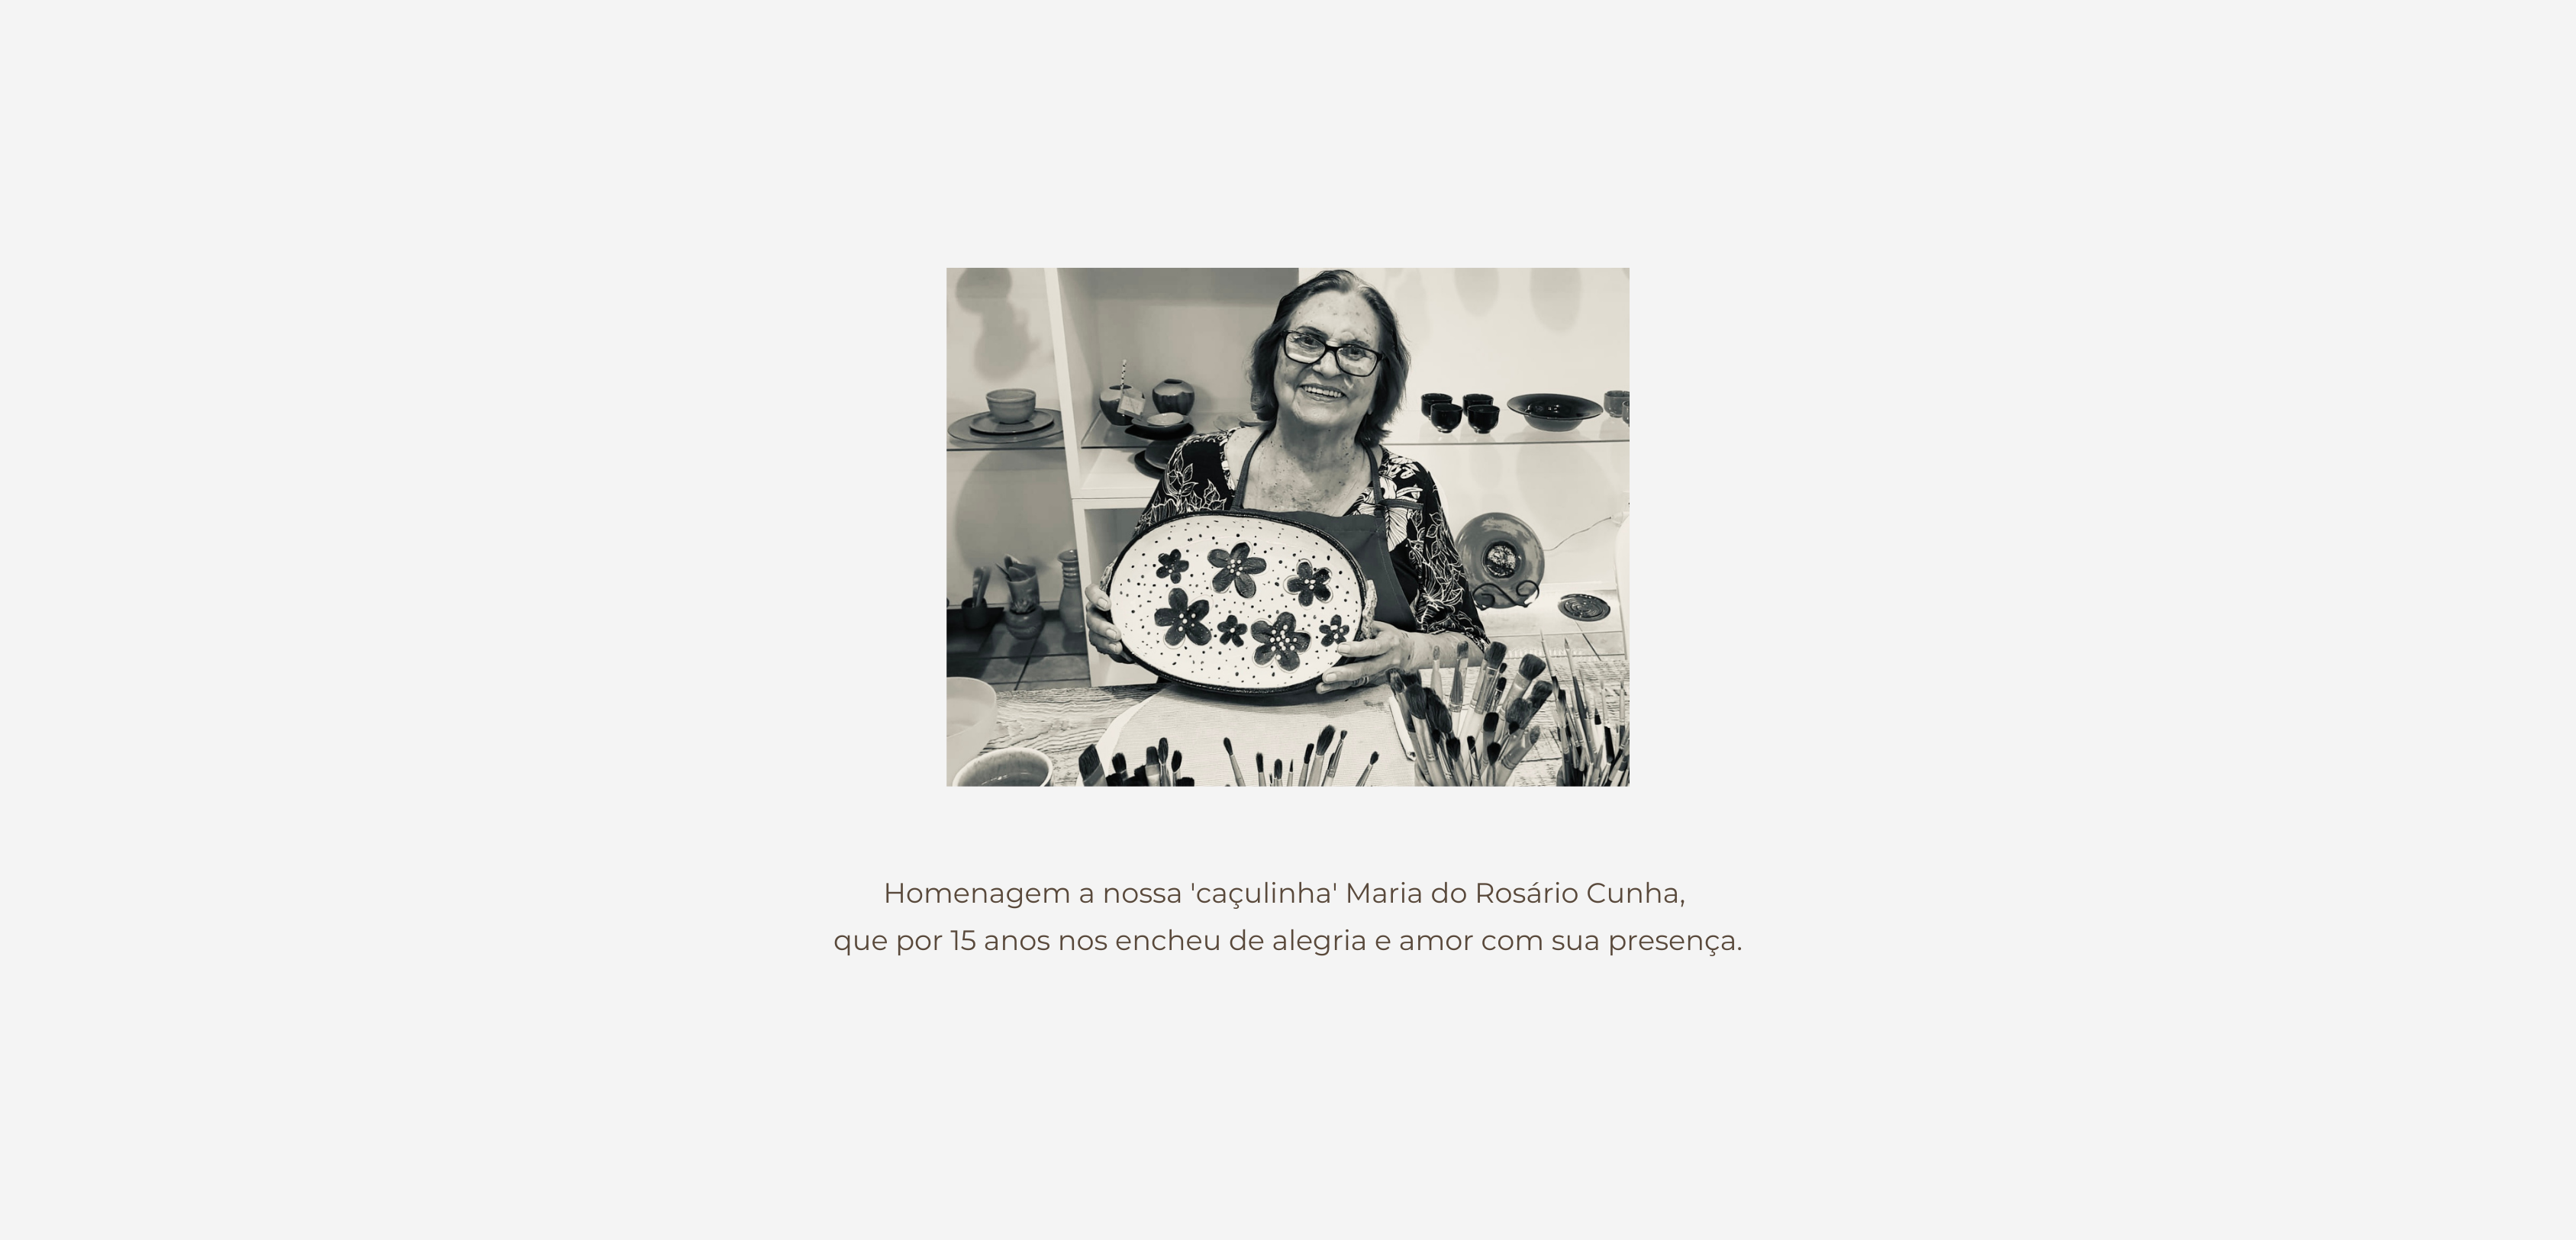 Homenagem a nossa 'caçulinha' Maria do Rosário Cunha,
que por 15 anos nos encheu de alegria e amor com sua presença.